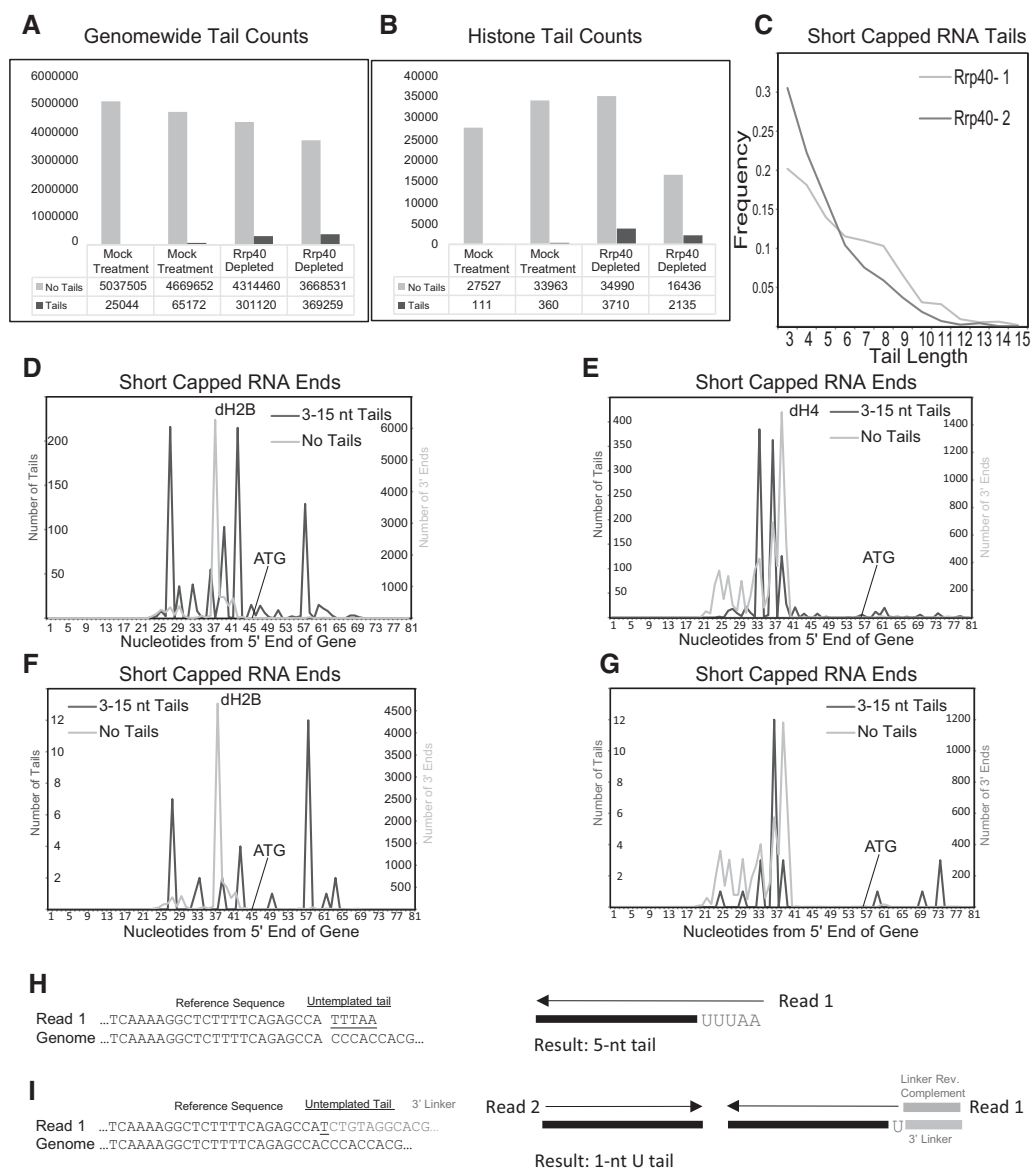 A
Genomewide Tail Counts
6000000
5000000
4000000
3000000
2000000
1000000
0
Mock Treatment Mock Treatment Rrp40 Depleted Rrp40 Depleted
No Tails 5037505 4669652 4314460 3668531
Tails 25044 65172 301120 369259
B
Histone Tail Counts
40000
35000
30000
25000
20000
15000
10000
5000
0
Mock Treatment Mock Treatment Rrp40 Depleted Rrp40 Depleted
No Tails 27527 33963 34990 16436
Tails 111 360 3710 2135
C
Short Capped RNA Tails
Rrp40- 1
Rrp40- 2
Frequency
0.3
0.25
0.2
0.15
0.1
0.05
3 4 5 6 7 8 9 10 11 12 13 14 15
Tail Length
D
Short Capped RNA Ends
dH2B
3-15 nt Tails
No Tails
Number of Tails
200
150
100
50
Number of 3' Ends
6000
5000
4000
3000
2000
1000
ATG
1 5 9 13 17 21 25 29 33 37 41 45 49 53 57 61 65 69 73 77 81
Nucleotides from 5' End of Gene
E
Short Capped RNA Ends
dH4
3-15 nt Tails
No Tails
Number of Tails
400
350
300
250
200
150
100
50
Number of 3' Ends
1400
1200
1000
800
600
400
200
ATG
1 5 9 13 17 21 25 29 33 37 41 45 49 53 57 61 65 69 73 77 81
Nucleotides from 5' End of Gene
F
Short Capped RNA Ends
3-15 nt Tails
dH2B
No Tails
Number of Tails
12
10
8
6
4
2
Number of 3' Ends
4500
4000
3500
3000
2500
2000
1500
1000
500
ATG
1 5 9 13 17 21 25 29 33 37 41 45 49 53 57 61 65 69 73 77 81
Nucleotides from 5' End of Gene
G
Short Capped RNA Ends
3-15 nt Tails
No Tails
Number of Tails
12
10
8
6
4
2
Number of 3' Ends
1200
1000
800
600
400
200
ATG
1 5 9 13 17 21 25 29 33 37 41 45 49 53 57 61 65 69 73 77 81
Nucleotides from 5' End of Gene
H
Reference Sequence Untemplated tail
Read 1 ...TCAAAAGGCTCTTTTCAGAGCCA TTTAA
Genome ...TCAAAAGGCTCTTTTCAGAGCCA CCCACCACG...
Read 1
UUUAA
Result: 5-nt tail
I
Reference Sequence Untemplated Tail 3' Linker
Read 1 ...TCAAAAGGCTCTTTTCAGAGCCATCTGTAGGCACG...
Genome ...TCAAAAGGCTCTTTTCAGAGCCACCCACCACG...
Linker Rev. Complement
Read 2
Read 1
U
3' Linker
Result: 1-nt U tail